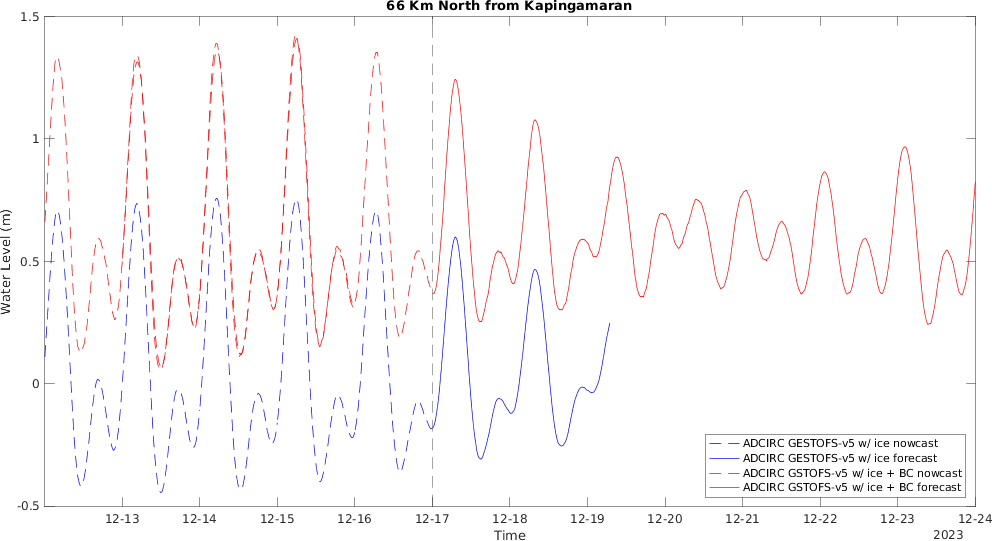 66 Km North from Kapingamaran
Water Level (m)
1.5
1
0.5
0
-0.5
12-13
12-14
12-15
12-16
12-17
12-18
12-19
12-20
12-21
12-22
12-23
12-24
Time
2023
ADCIRC GESTOFS-v5 w/ ice nowcast
ADCIRC GESTOFS-v5 w/ ice forecast
ADCIRC GSTOFS-v5 w/ ice + BC nowcast
ADCIRC GSTOFS-v5 w/ ice + BC forecast